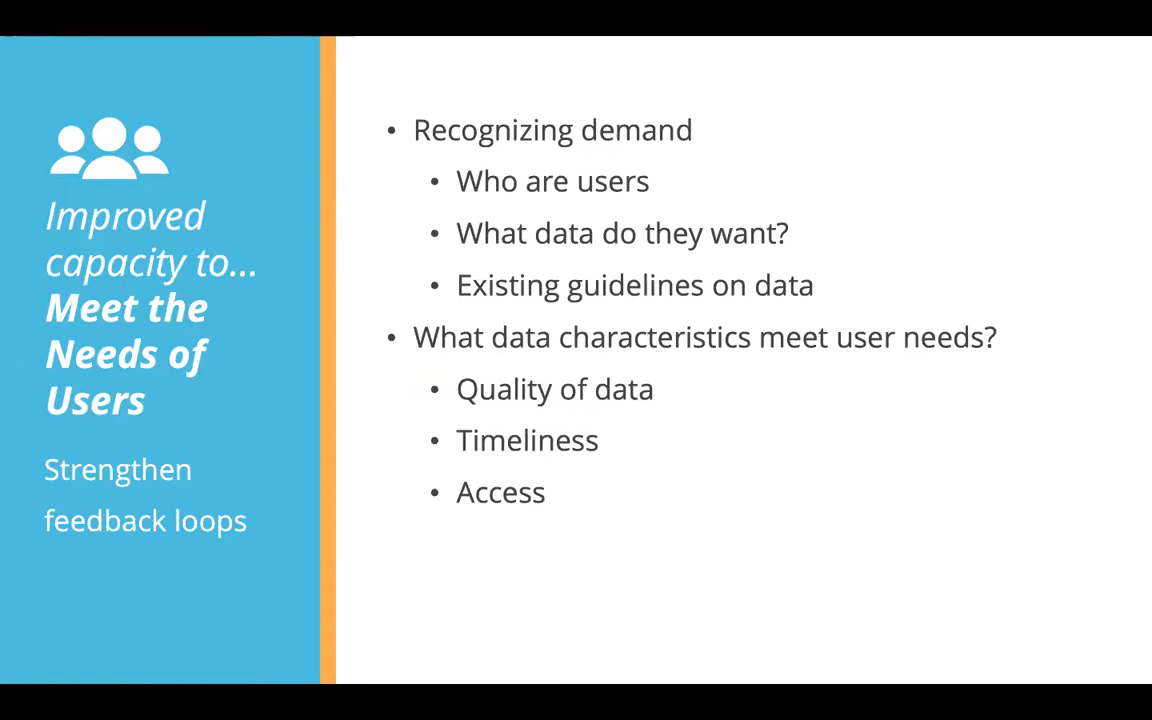 Improved
capacity to...
Meet the
Needs of
Users
Strengthen
feedback loops
• Recognizing demand
• Who are users
• What data do they want?
• Existing guidelines on data
• What data characteristics meet user needs?
• Quality of data
• Timeliness
• Access